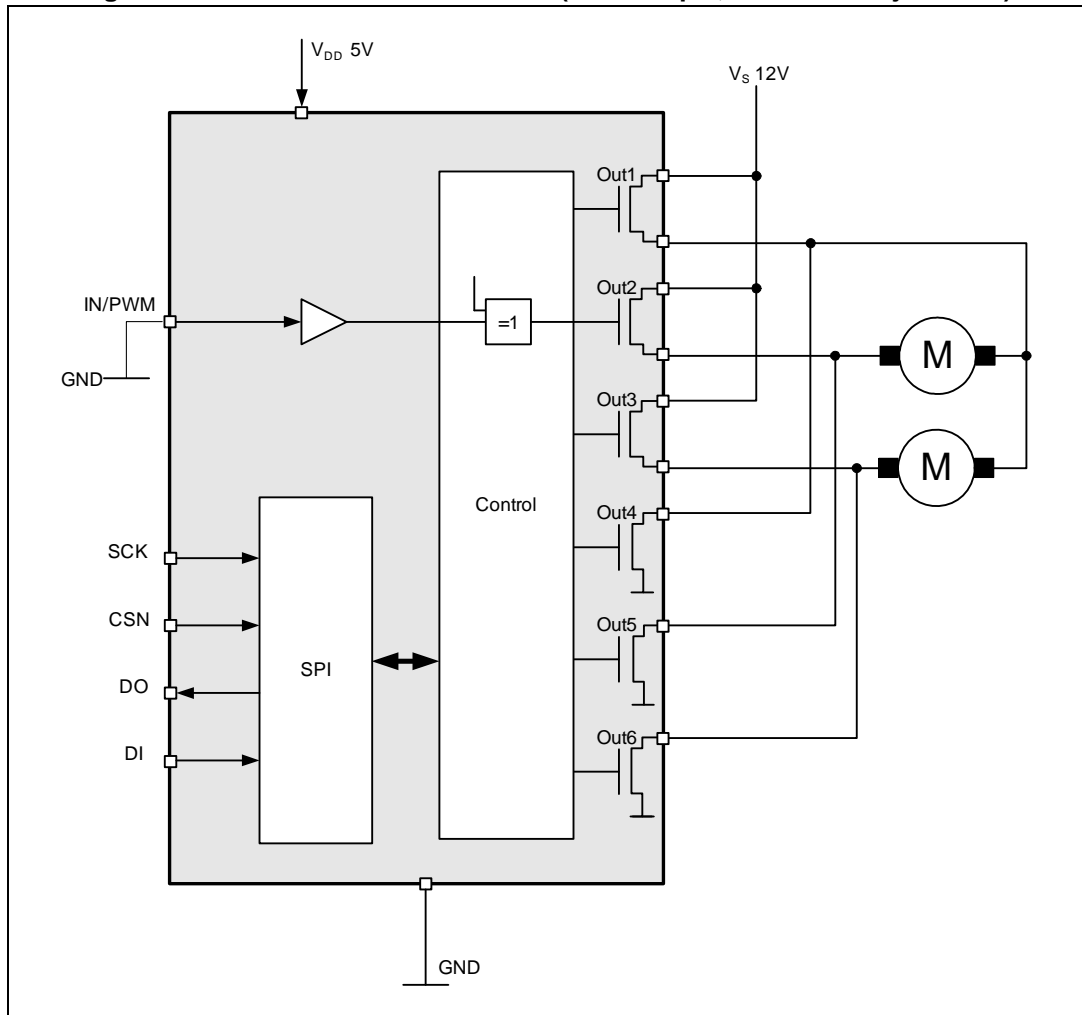 V_DD 5V
V_S 12V
Out1
Out2
IN/PWM
=1
GND
M
Out3
M
Control
Out4
SCK
CSN
Out5
SPI
DO
Out6
DI
GND